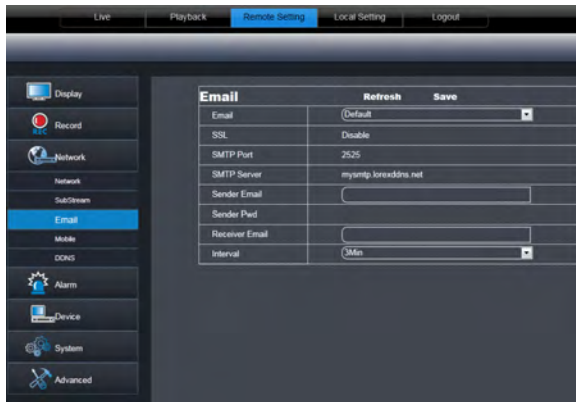 Live Playback Remote Setting Local Setting Logout
Display
REC Record
Network
Network
SubStream
Email
Mobile
DDNS
Alarm
Device
System
Advanced
Email Refresh Save
Email (Default
SSL Disable
SMTP Port 2525
SMTP Server mysmtp.lorexddns.net
Sender Email
Sender Pwd
Receiver Email
Interval (3Min